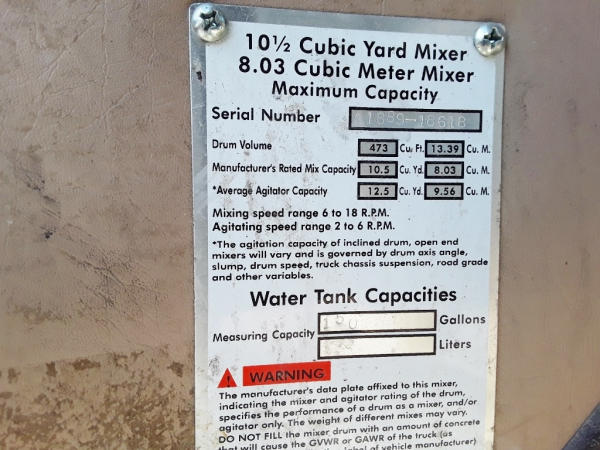 10½ Cubic Yard Mixer
8.03 Cubic Meter Mixer
Maximum Capacity
Serial Number
Drum Volume 473 Cu. Ft. 13.39 Cu. M.
Manufacturer's Rated Mix Capacity 10.5 Cu. Yd. 8.03 Cu. M.
*Average Agitator Capacity 12.5 Cu. Yd. 9.56 Cu. M.
Mixing speed range 6 to 18 R.P.M.
Agitating speed range 2 to 6 R.P.M.
*The agitation capacity of inclined drum, open end
mixers will vary and is governed by drum axis angle,
slump, drum speed, truck chassis suspension, road grade
and other variables.
Water Tank Capacities
Measuring Capacity Gallons
Liters
WARNING
The manufacturer's data plate affixed to this mixer,
indicating the mixer and agitator rating of the drum,
specifies the performance of a drum as a mixer, and/or
agitator only. The weight of different mixes may vary.
DO NOT FILL the mixer drum with an amount of concrete
that will cause the GVWR or GAWR of the truck (as
label of vehicle manufacturer)